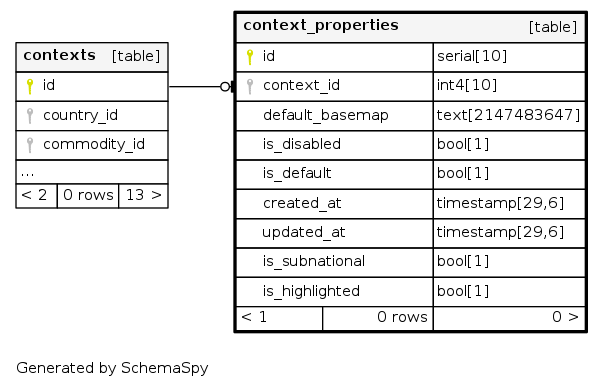 contexts [table]
id
country_id
commodity_id
...
< 2 0 rows 13 >
context_properties [table]
id serial[10]
context_id int4[10]
default_basemap text[2147483647]
is_disabled bool[1]
is_default bool[1]
created_at timestamp[29,6]
updated_at timestamp[29,6]
is_subnational bool[1]
is_highlighted bool[1]
< 1 0 rows 0 >
Generated by SchemaSpy